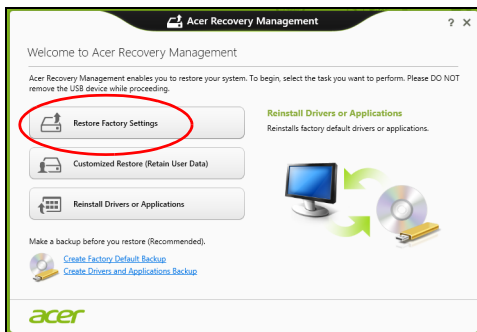 Acer Recovery Management
? ×
Welcome to Acer Recovery Management
Acer Recovery Management enables you to restore your system. To begin, select the task you want to perform. Please DO NOT
remove the USB device while proceeding.
Restore Factory Settings
Customized Restore (Retain User Data)
Reinstall Drivers or Applications
Reinstall Drivers or Applications
Reinstalls factory default drivers or applications.
Make a backup before you restore (Recommended).
Create Factory Default Backup
Create Drivers and Applications Backup
acer